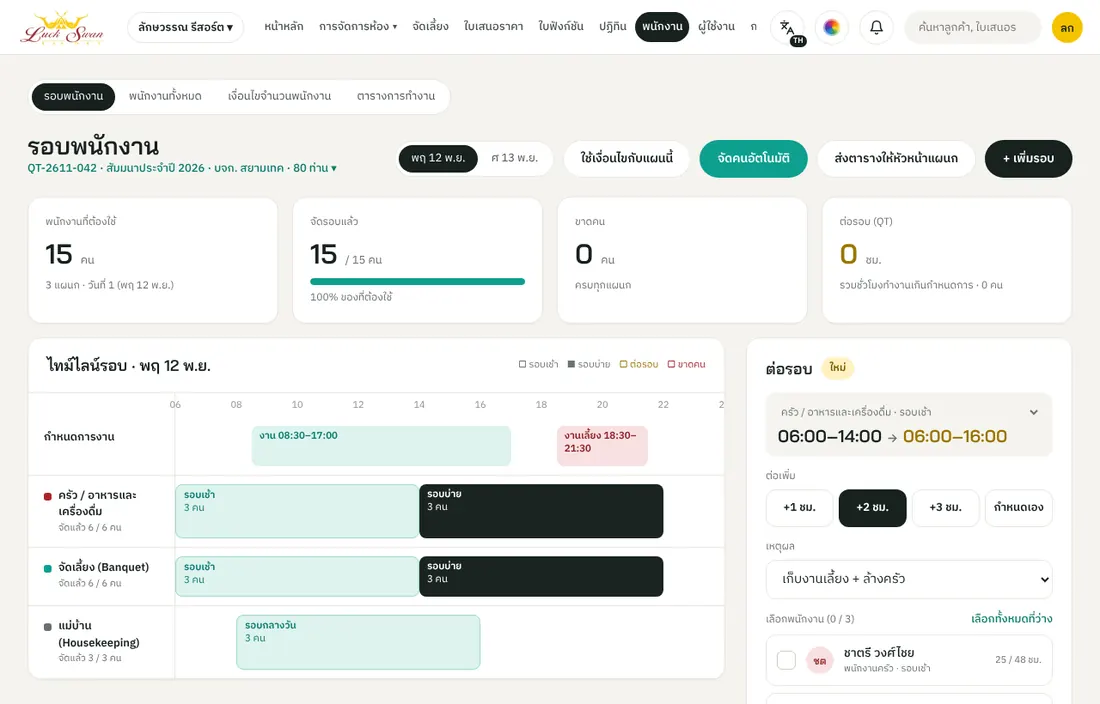 Luck Swan
ลักษวรรณ รีสอร์ต ▾
หน้าหลัก
การจัดการห้อง ▾
จัดเลี้ยง
ใบเสนอราคา
ใบฟังก์ชัน
ปฏิทิน
พนักงาน
ผู้ใช้งาน
ก
TH
ค้นหาลูกค้า, ใบเสนอ
ลก
รอบพนักงาน
พนักงานทั้งหมด
เงื่อนไขจำนวนพนักงาน
ตารางการทำงาน
รอบพนักงาน
QT-2611-042 · สัมมนาประจำปี 2026 · บจก. สยามเทค · 80 ท่าน ▾
พฤ 12 พ.ย.
ศ 13 พ.ย.
ใช้เงื่อนไขกับแผนนี้
จัดคนอัตโนมัติ
ส่งตารางให้หัวหน้าแผนก
+ เพิ่มรอบ
พนักงานที่ต้องใช้
15 คน
3 แผนก · วันที่ 1 (พฤ 12 พ.ย.)
จัดรอบแล้ว
15 / 15 คน
100% ของที่ต้องใช้
ขาดคน
0 คน
ครบทุกแผนก
ต่อรอบ (QT)
0 ชม.
รวมชั่วโมงทำงานเกินกำหนดการ · 0 คน
ไทม์ไลน์รอบ · พฤ 12 พ.ย.
รอบเช้า
รอบบ่าย
ต่อรอบ
ขาดคน
06 08 10 12 14 16 18 20 22 2
กำหนดการงาน
งาน 08:30–17:00
งานเลี้ยง 18:30–
21:30
ครัว / อาหารและ
เครื่องดื่ม
จัดแล้ว 6 / 6 คน
รอบเช้า
3 คน
รอบบ่าย
3 คน
จัดเลี้ยง (Banquet)
จัดแล้ว 6 / 6 คน
รอบเช้า
3 คน
รอบบ่าย
3 คน
แม่บ้าน
(Housekeeping)
จัดแล้ว 3 / 3 คน
รอบกลางวัน
3 คน
ต่อรอบ
ใหม่
ครัว / อาหารและเครื่องดื่ม · รอบเช้า
06:00–14:00 → 06:00–16:00
ต่อเพิ่ม
+1 ชม.
+2 ชม.
+3 ชม.
กำหนดเอง
เหตุผล
เก็บงานเลี้ยง + ล้างครัว
เลือกพนักงาน (0 / 3)
เลือกทั้งหมดที่ว่าง
ชต
ชาตรี วงศ์ไชย
พนักงานครัว · รอบเช้า
25 / 48 ชม.